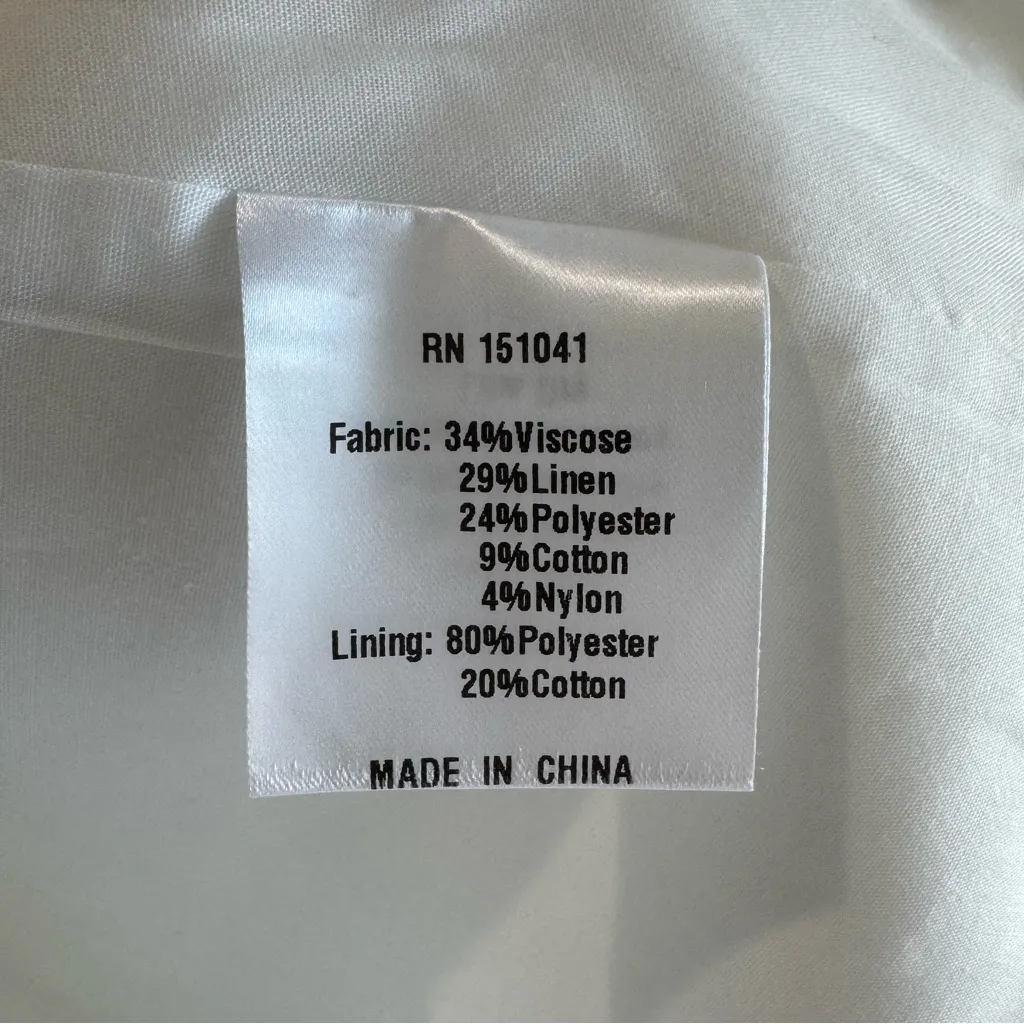 RN 151041
Fabric: 34%Viscose
29%Linen
24%Polyester
9%Cotton
4%Nylon
Lining: 80%Polyester
20%Cotton
MADE IN CHINA